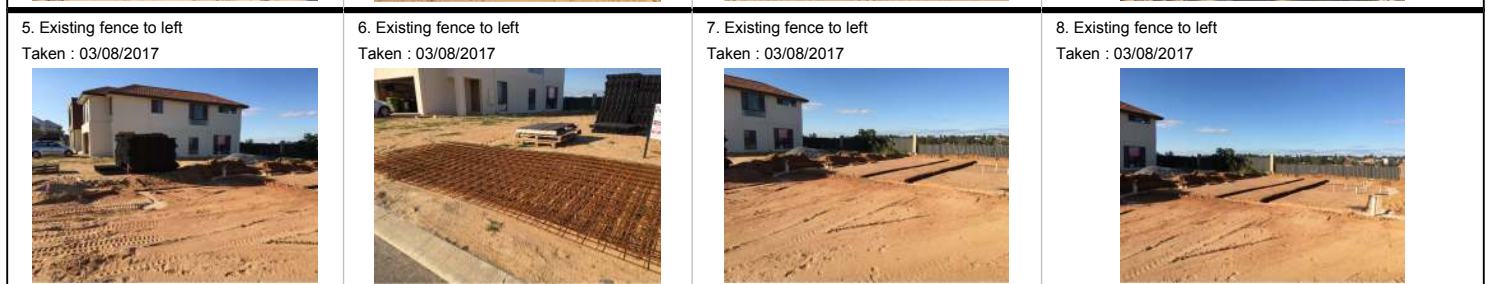 5. Existing fence to left
Taken : 03/08/2017
6. Existing fence to left
Taken : 03/08/2017
7. Existing fence to left
Taken : 03/08/2017
8. Existing fence to left
Taken : 03/08/2017